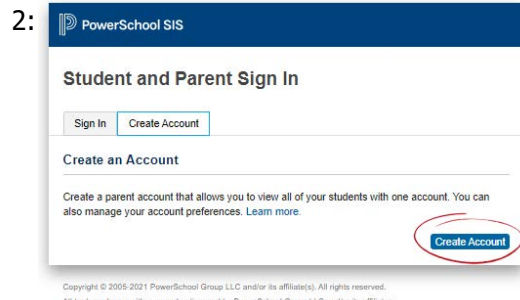 2:
PowerSchool SIS
Student and Parent Sign In
Sign In Create Account
Create an Account
Create a parent account that allows you to view all of your students with one account. You can
also manage your account preferences. Learn more.
Create Account
Copyright © 2005-2021 PowerSchool Group LLC and/or its affiliate(s). All rights reserved.